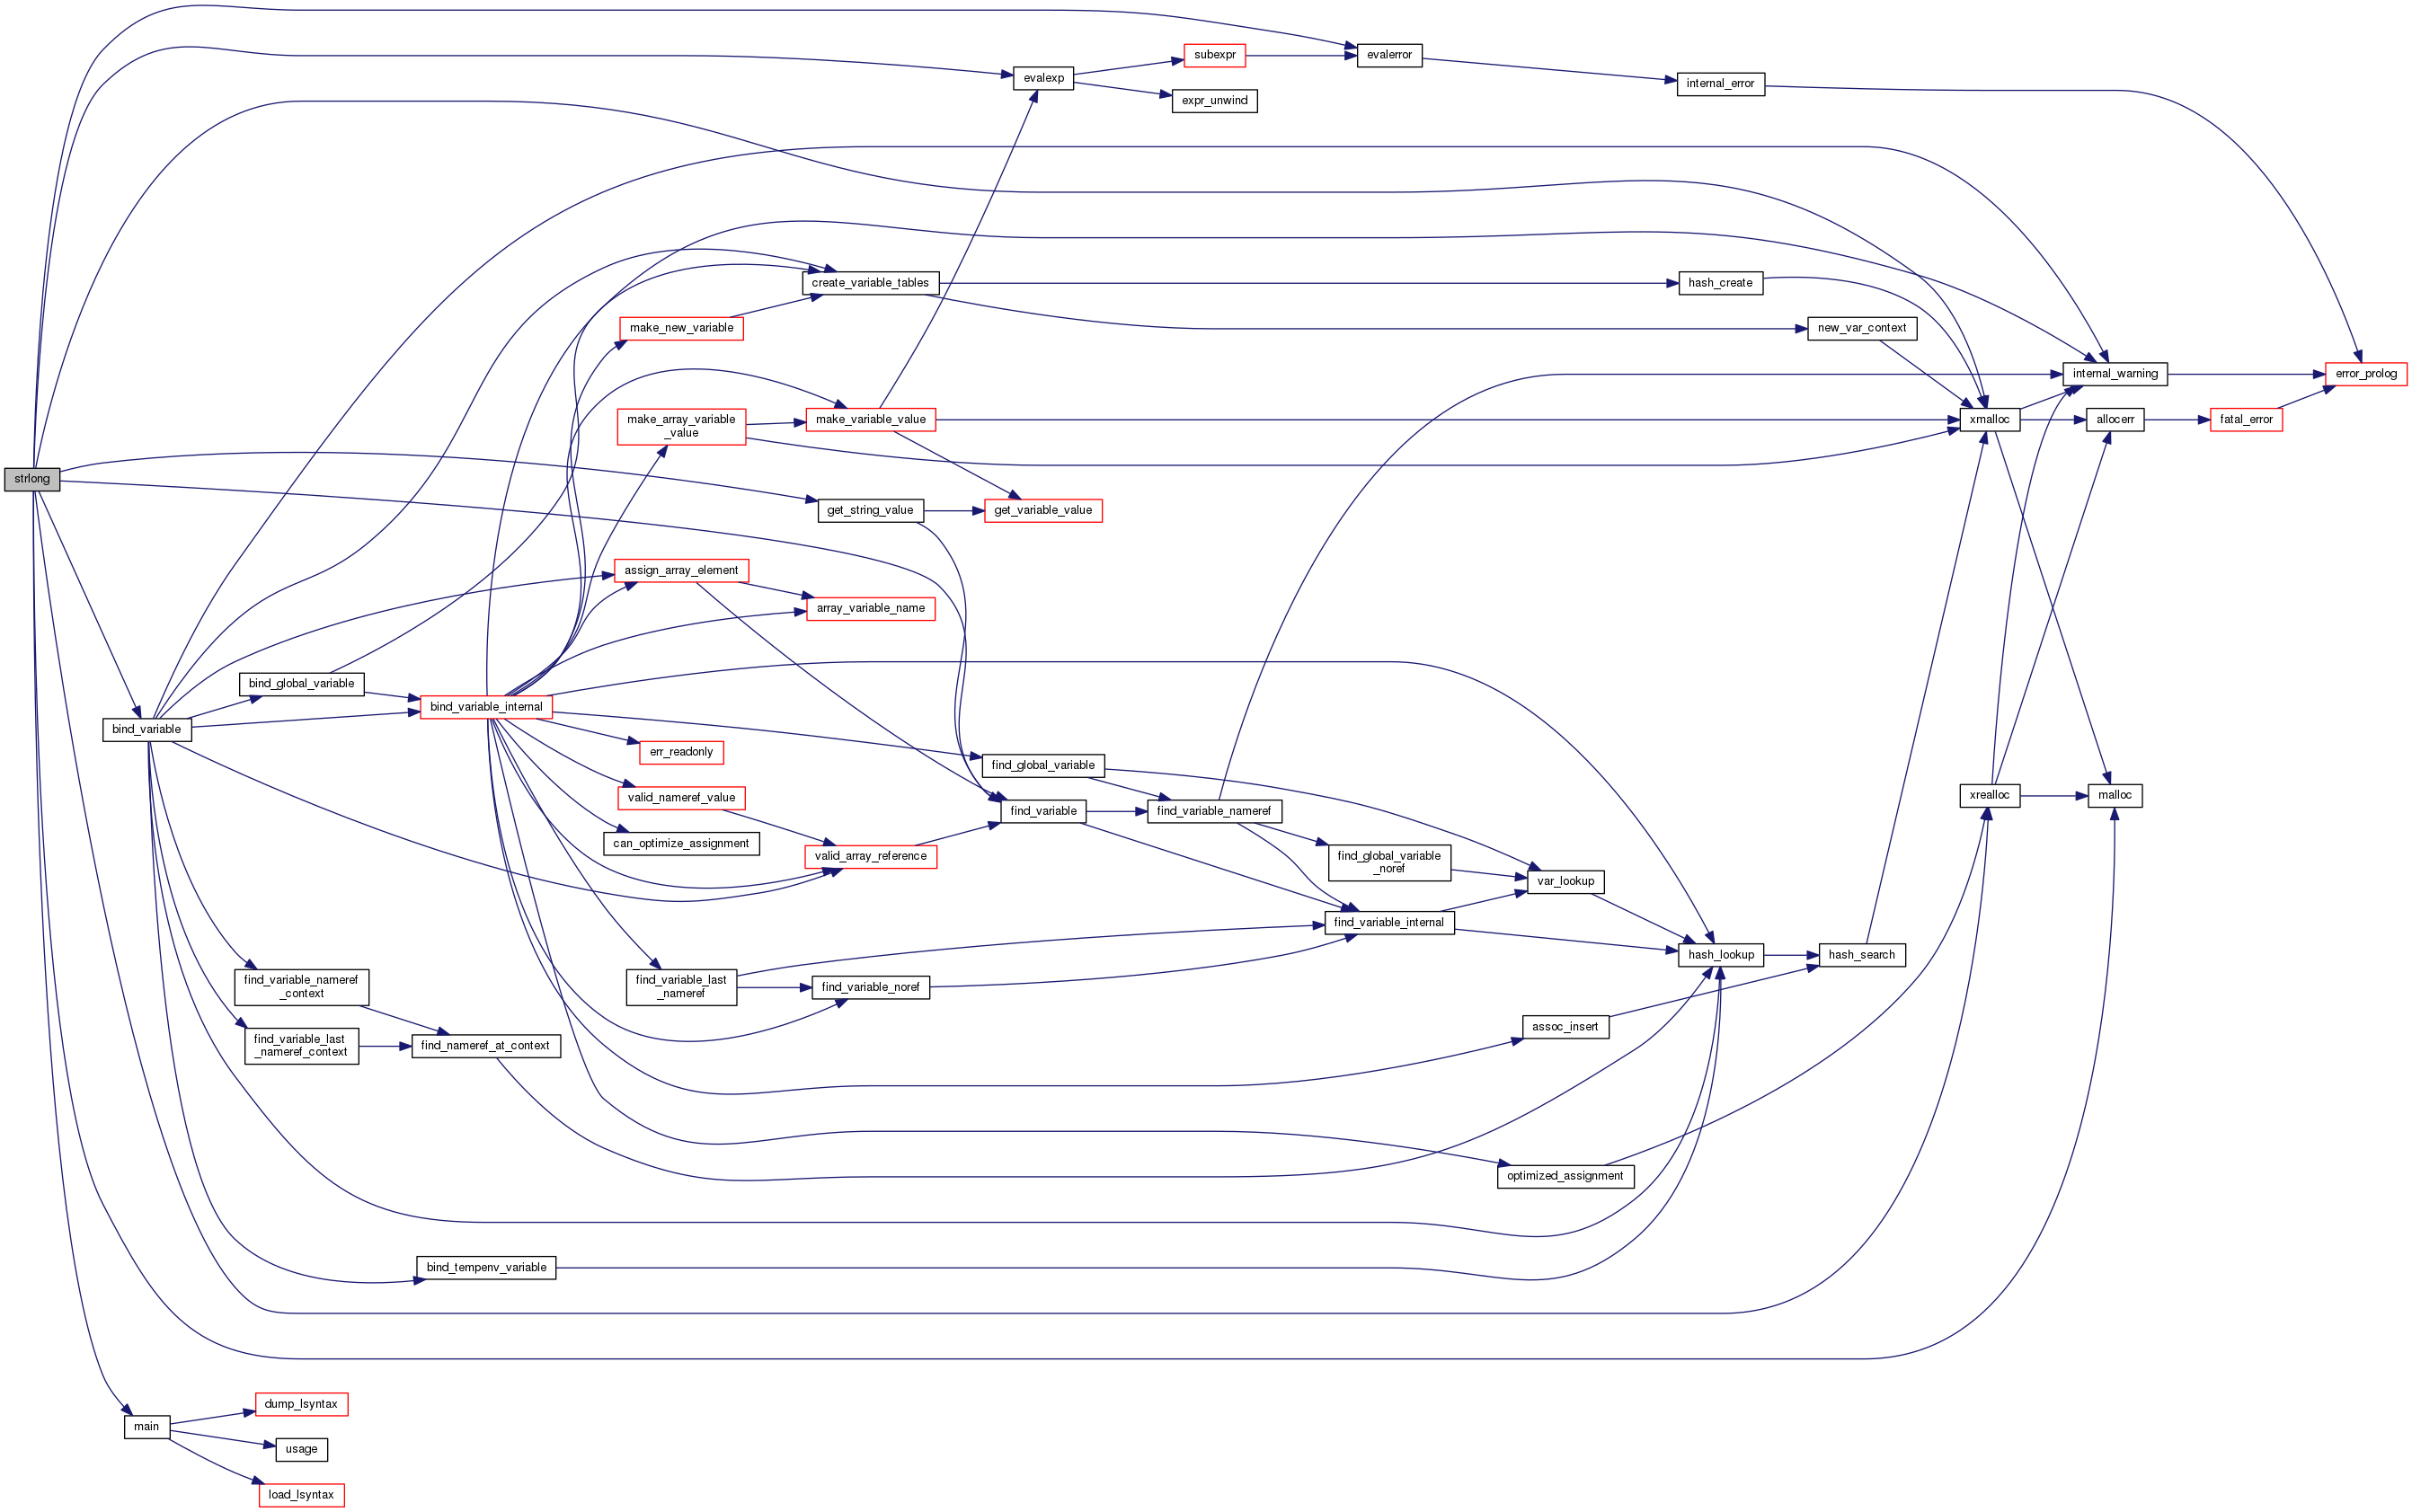 subexpr
evalerror
evalexp
internal_error
expr_unwind
create_variable_tables
hash_create
make_new_variable
new_var_context
internal_warning
error_prolog
make_array_variable
_value
make_variable_value
xmalloc
allocerr
fatal_error
strlong
get_string_value
get_variable_value
assign_array_element
array_variable_name
bind_global_variable
bind_variable_internal
bind_variable
err_readonly
find_global_variable
valid_nameref_value
xrealloc
malloc
find_variable
find_variable_nameref
can_optimize_assignment
valid_array_reference
find_global_variable
_noref
var_lookup
find_variable_internal
hash_lookup
hash_search
find_variable_nameref
_context
find_variable_last
_nameref
find_variable_noref
assoc_insert
find_variable_last
_nameref_context
find_nameref_at_context
optimized_assignment
bind_tempenv_variable
dump_lsyntax
main
usage
load_lsyntax